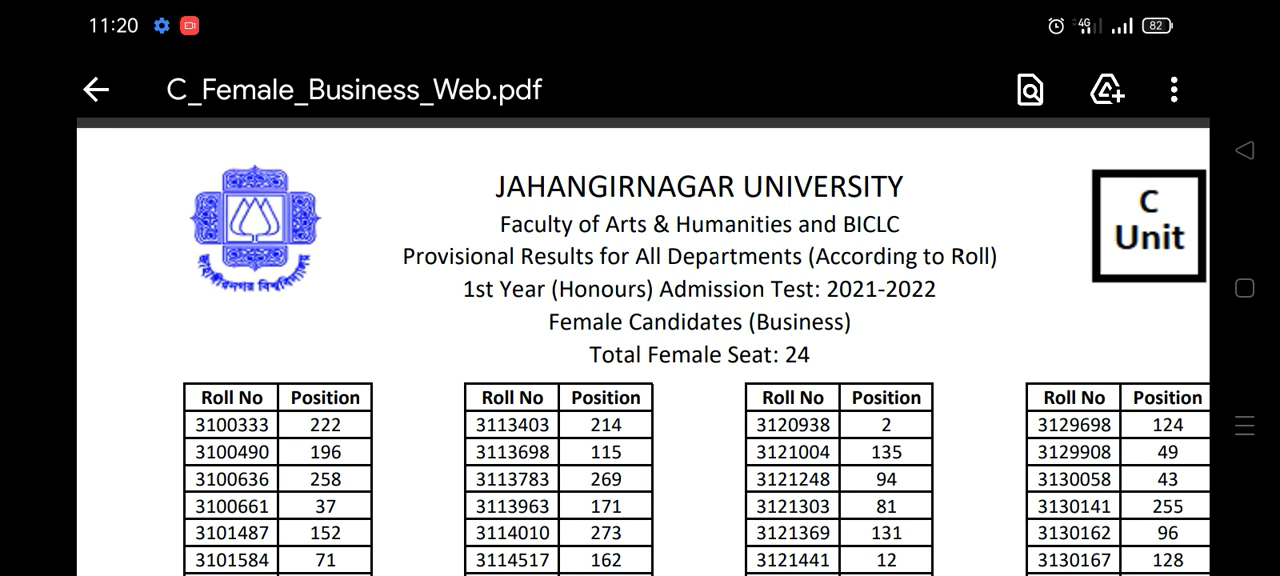 11:20
4G
82
C_Female_Business_Web.pdf
JAHANGIRNAGAR UNIVERSITY
Faculty of Arts & Humanities and BICLC
Provisional Results for All Departments (According to Roll)
1st Year (Honours) Admission Test: 2021-2022
Female Candidates (Business)
Total Female Seat: 24
জাহাঙ্গীরনগর বিশ্ববিদ্যালয়
C
Unit
Roll No Position Roll No Position Roll No Position Roll No Position
3100333 222 3113403 214 3120938 2 3129698 124
3100490 196 3113698 115 3121004 135 3129908 49
3100636 258 3113783 269 3121248 94 3130058 43
3100661 37 3113963 171 3121303 81 3130141 255
3101487 152 3114010 273 3121369 131 3130162 96
3101584 71 3114517 162 3121441 12 3130167 128